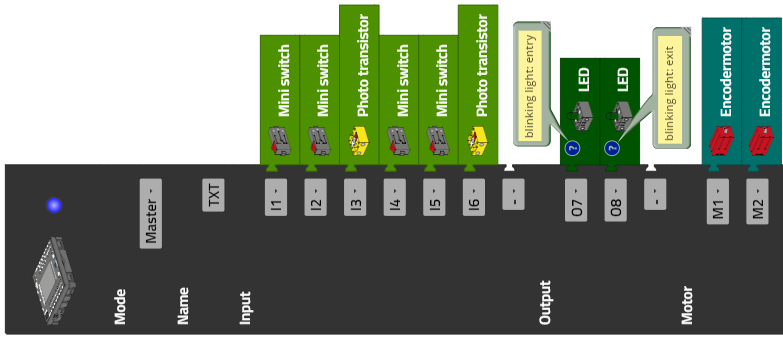 Mode
Master -
Name
TXT
Input
I1 -
Mini switch
I2 -
Mini switch
I3 -
Photo transistor
I4 -
Mini switch
I5 -
Mini switch
I6 -
Photo transistor
- -
blinking light: entry
Output
O7 -
?
LED
O8 -
?
LED
- -
blinking light: exit
Motor
M1 -
Encodermotor
M2 -
Encodermotor